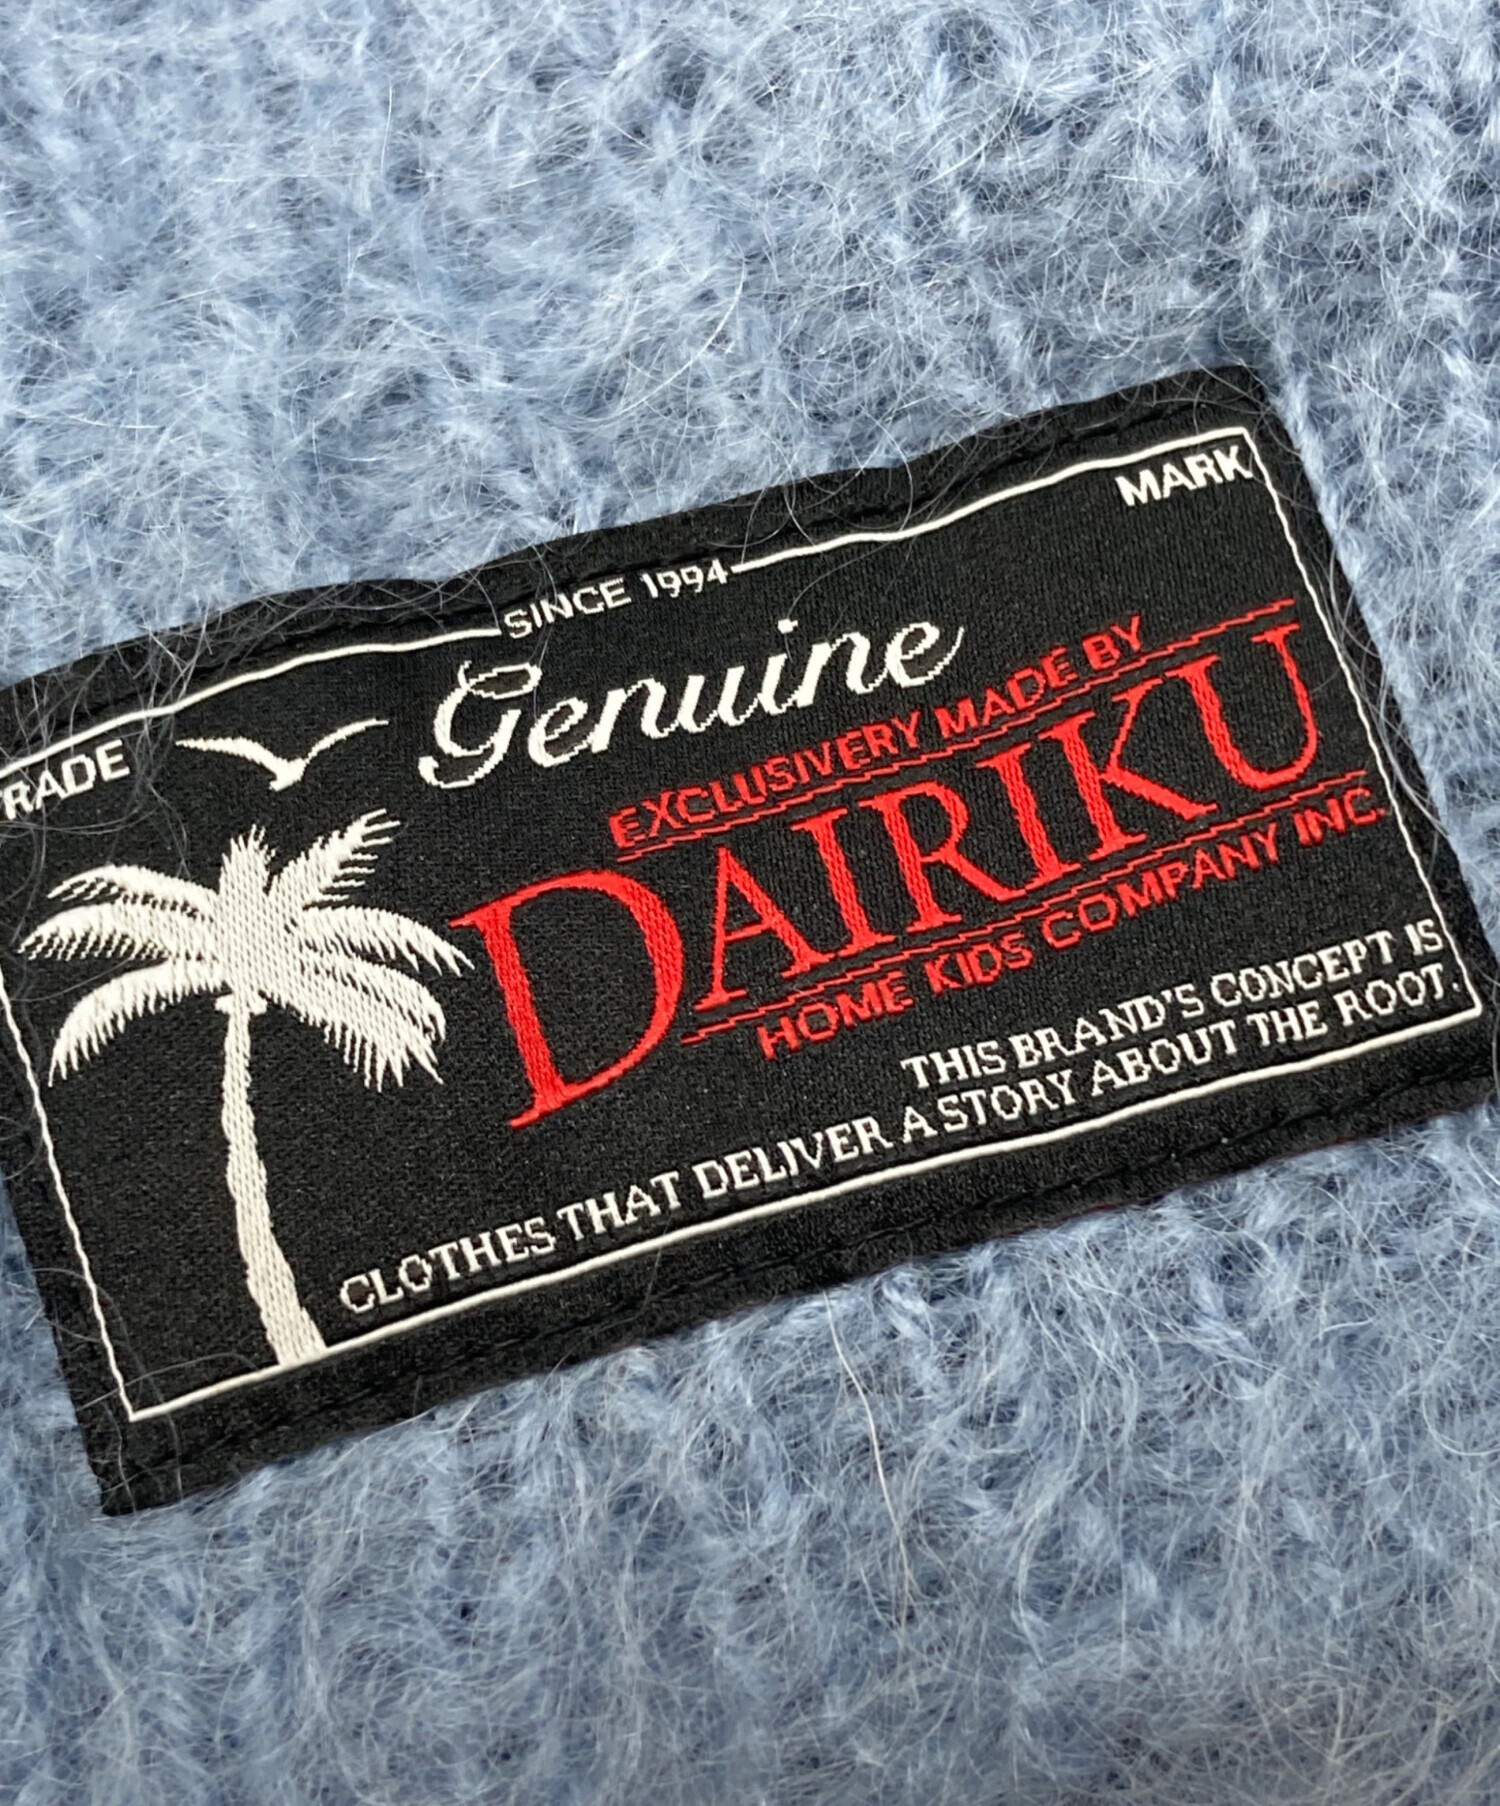 SINCE 1994
TRADE MARK
Genuine
EXCLUSIVERY MADE BY
DAIRIKU
HOME KIDS COMPANY INC.
THIS BRAND'S CONCEPT IS
CLOTHES THAT DELIVER A STORY ABOUT THE ROOT.